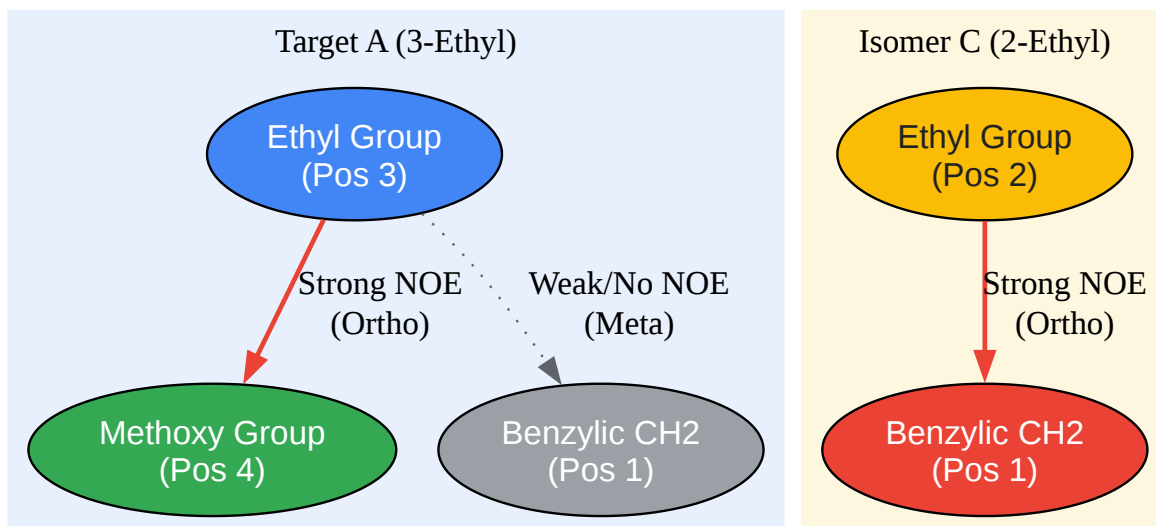 Target A (3-Ethyl)
Ethyl Group
(Pos 3)
Strong NOE
(Ortho)
Weak/No NOE
(Meta)
Methoxy Group
(Pos 4)
Benzylic CH2
(Pos 1)
Isomer C (2-Ethyl)
Ethyl Group
(Pos 2)
Strong NOE
(Ortho)
Benzylic CH2
(Pos 1)